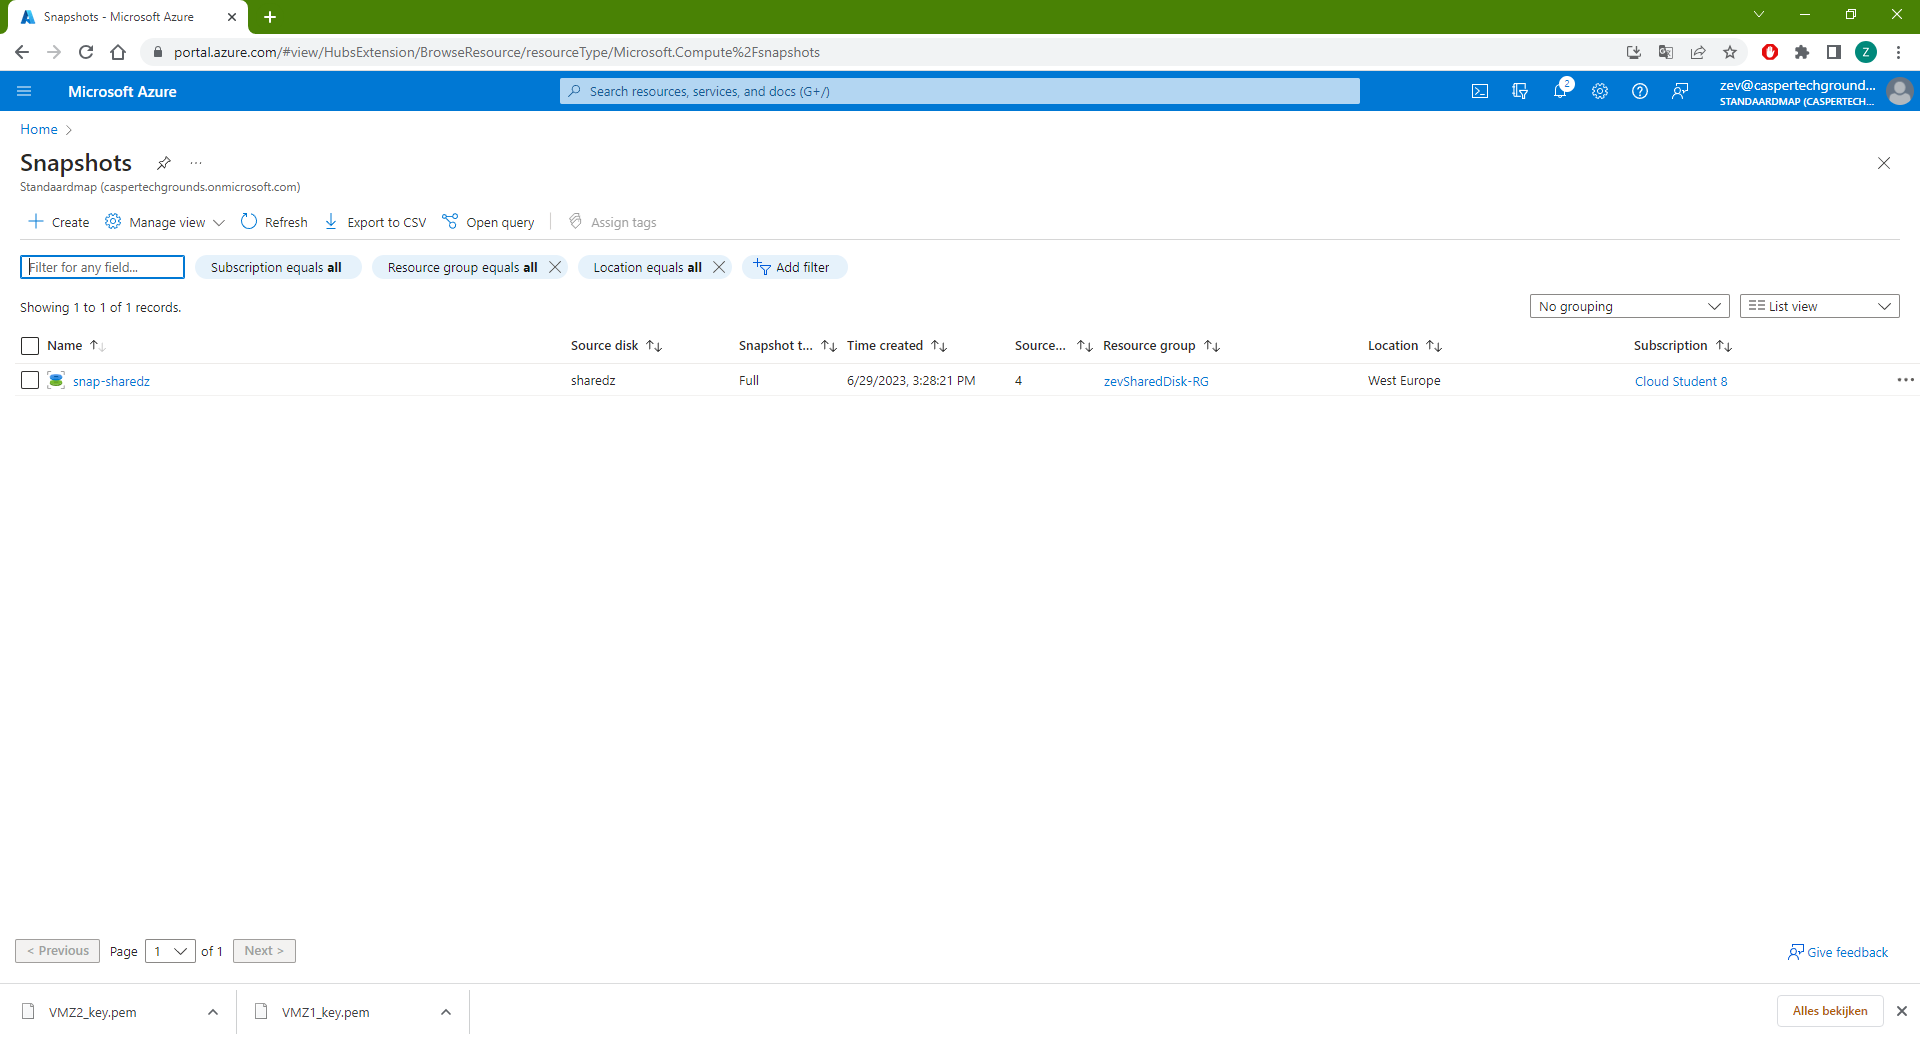 Snapshots - Microsoft Azure
portal.azure.com/#view/HubsExtension/BrowseResource/resourceType/Microsoft.Compute%2Fsnapshots
Z
Microsoft Azure
Search resources, services, and docs (G+/)
2
zev@caspertechground...
STANDAARDMAP (CASPERTECH...
Home
Snapshots
Standaardmap (caspertechgrounds.onmicrosoft.com)
Create
Manage view
Refresh
Export to CSV
Open query
Assign tags
Filter for any field...
Subscription equals all
Resource group equals all
Location equals all
Add filter
Showing 1 to 1 of 1 records.
No grouping
List view
Name
Source disk
Snapshot t...
Time created
Source...
Resource group
Location
Subscription
snap-sharedz
sharedz
Full
6/29/2023, 3:28:21 PM
4
zevSharedDisk-RG
West Europe
Cloud Student 8
< Previous
Page
1
of 1
Next >
Give feedback
VMZ2_key.pem
VMZ1_key.pem
Alles bekijken